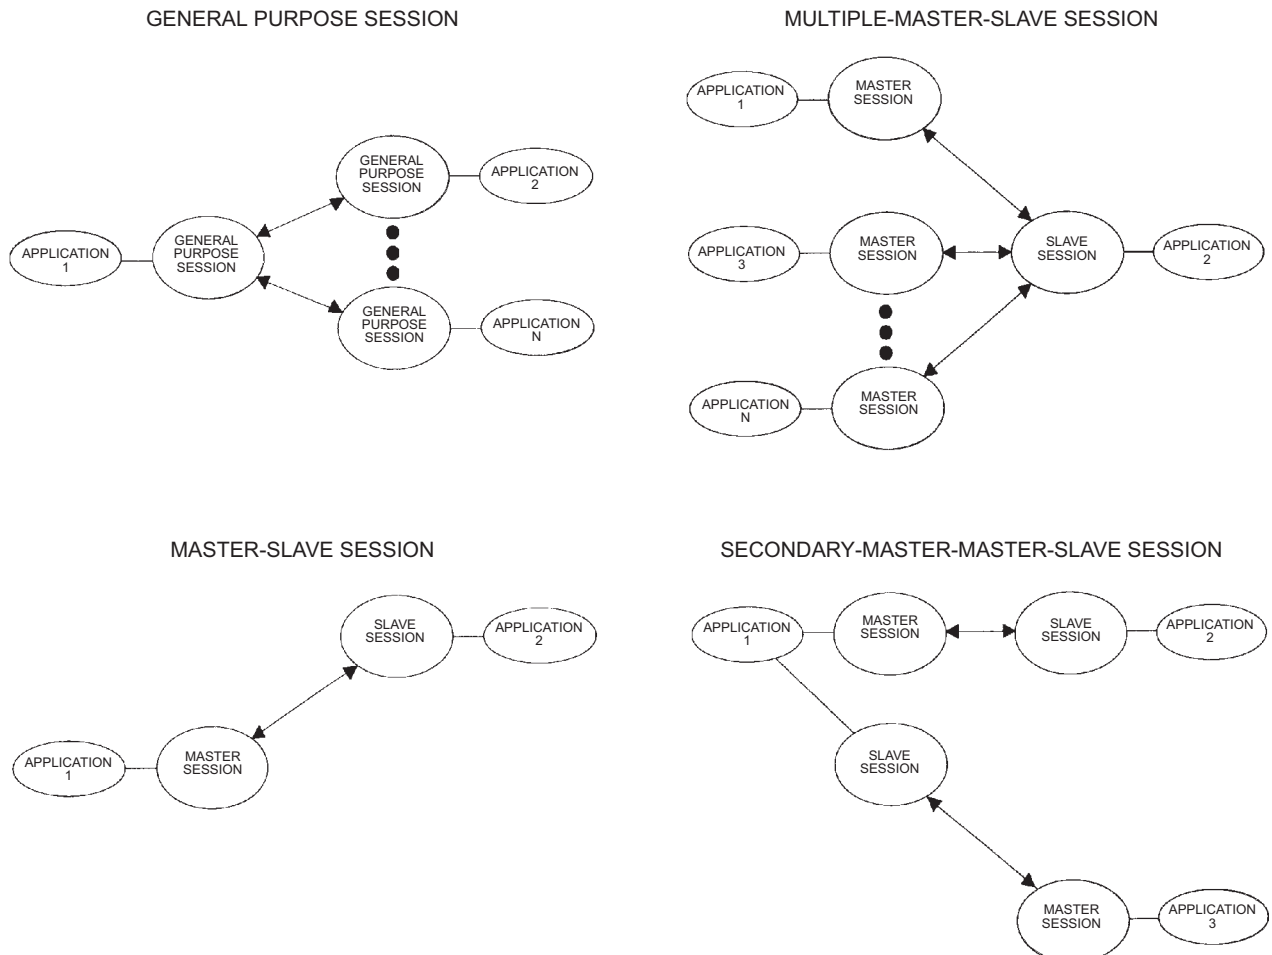 GENERAL PURPOSE SESSION
APPLICATION
1
GENERAL
PURPOSE
SESSION
GENERAL
PURPOSE
SESSION
APPLICATION
2
GENERAL
PURPOSE
SESSION
APPLICATION
N
MULTIPLE-MASTER-SLAVE SESSION
APPLICATION
1
MASTER
SESSION
APPLICATION
3
MASTER
SESSION
SLAVE
SESSION
APPLICATION
2
APPLICATION
N
MASTER
SESSION
MASTER-SLAVE SESSION
SLAVE
SESSION
APPLICATION
2
APPLICATION
1
MASTER
SESSION
SECONDARY-MASTER-MASTER-SLAVE SESSION
APPLICATION
1
MASTER
SESSION
SLAVE
SESSION
APPLICATION
2
SLAVE
SESSION
MASTER
SESSION
APPLICATION
3